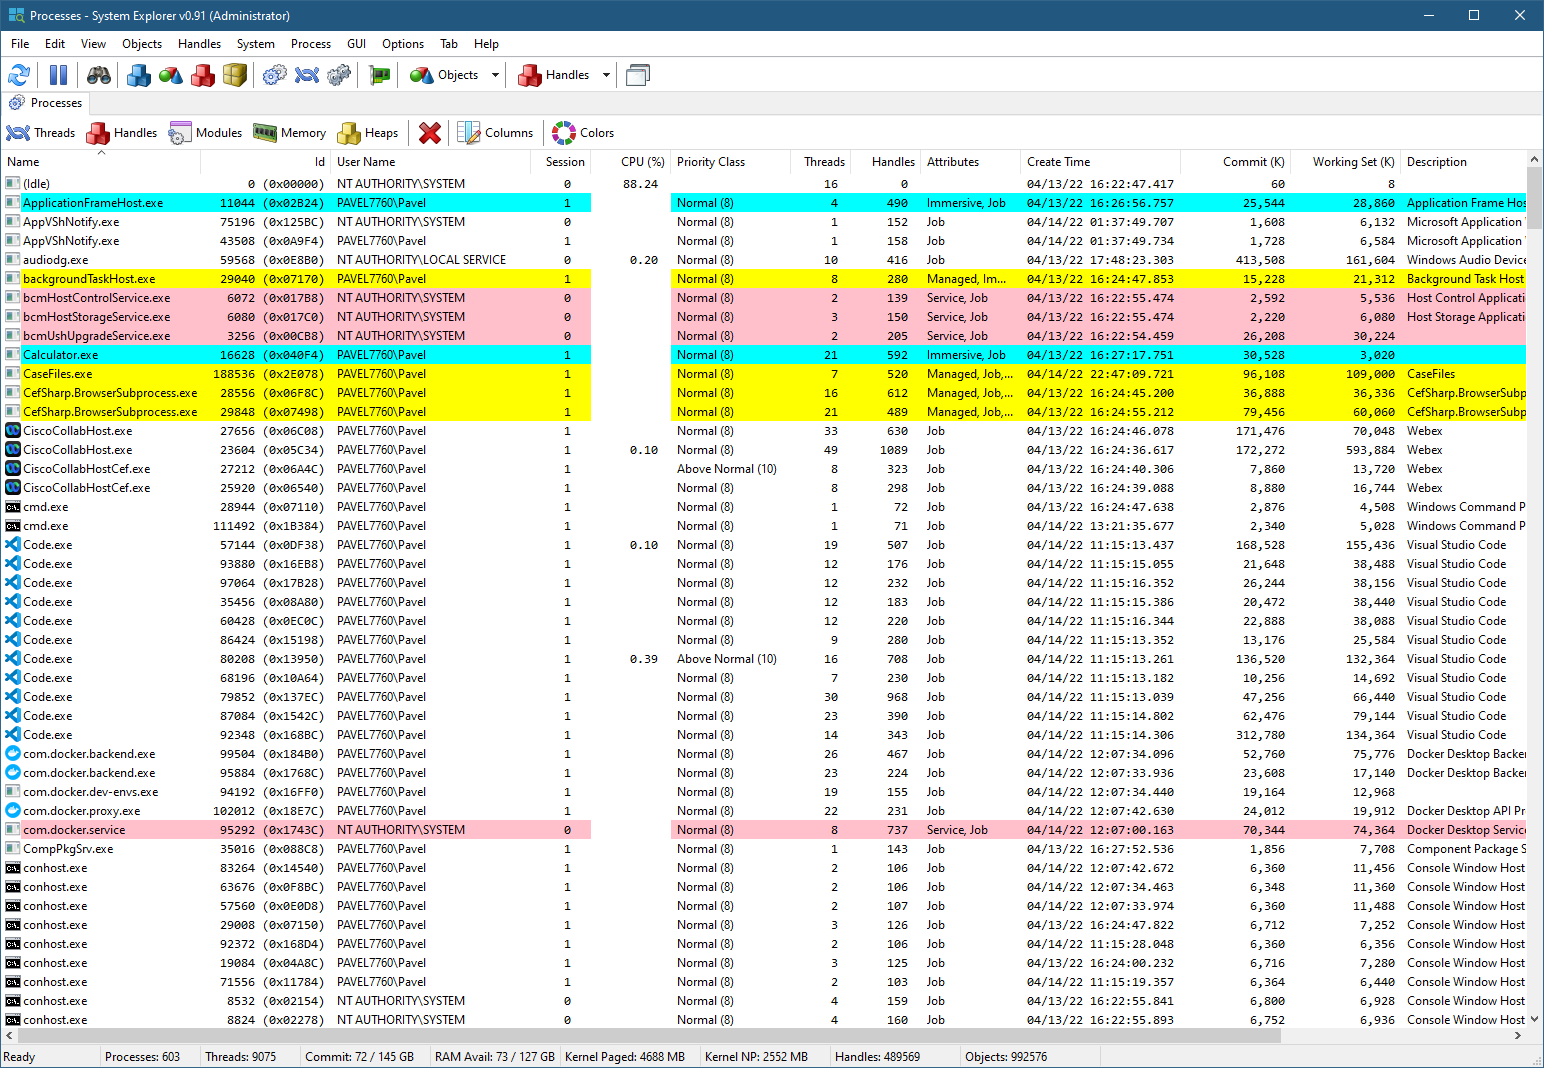 Processes - System Explorer v0.91 (Administrator)
File Edit View Objects Handles System Process GUI Options Tab Help
Objects Handles
Processes
Threads Handles Modules Memory Heaps Columns Colors
Name Id User Name Session CPU (%) Priority Class Threads Handles Attributes Create Time Commit (K) Working Set (K) Description
(Idle) 0 (0x00000) NT AUTHORITY\SYSTEM 0 88.24 16 0 04/13/22 16:22:47.417 60 8
ApplicationFrameHost.exe 11044 (0x02B24) PAVEL7760\Pavel 1 Normal (8) 4 490 Immersive, Job 04/13/22 16:26:56.757 25,544 28,860 Application Frame Hos
AppVShNotify.exe 75196 (0x125BC) NT AUTHORITY\SYSTEM 0 Normal (8) 1 152 Job 04/14/22 01:37:49.707 1,608 6,132 Microsoft Application
AppVShNotify.exe 43508 (0x0A9F4) PAVEL7760\Pavel 1 Normal (8) 1 158 Job 04/14/22 01:37:49.734 1,728 6,584 Microsoft Application
audiodg.exe 59568 (0x0E8B0) NT AUTHORITY\LOCAL SERVICE 0 0.20 Normal (8) 10 416 Job 04/13/22 17:48:23.303 413,508 161,604 Windows Audio Device
backgroundTaskHost.exe 29040 (0x07170) PAVEL7760\Pavel 1 Normal (8) 8 280 Managed, Im... 04/13/22 16:24:47.853 15,228 21,312 Background Task Host
bcmHostControlService.exe 6072 (0x017B8) NT AUTHORITY\SYSTEM 0 Normal (8) 2 139 Service, Job 04/13/22 16:22:55.474 2,592 5,536 Host Control Applicati
bcmHostStorageService.exe 6080 (0x017C0) NT AUTHORITY\SYSTEM 0 Normal (8) 3 150 Service, Job 04/13/22 16:22:55.474 2,220 6,080 Host Storage Applicati
bcmUshUpgradeService.exe 3256 (0x00CB8) NT AUTHORITY\SYSTEM 0 Normal (8) 2 205 Service, Job 04/13/22 16:22:54.459 26,208 30,224
Calculator.exe 16628 (0x040F4) PAVEL7760\Pavel 1 Normal (8) 21 592 Immersive, Job 04/13/22 16:27:17.751 30,528 3,020
CaseFiles.exe 188536 (0x2E078) PAVEL7760\Pavel 1 Normal (8) 7 520 Managed, Job,... 04/14/22 22:47:09.721 96,108 109,000 CaseFiles
CefSharp.BrowserSubprocess.exe 28556 (0x06F8C) PAVEL7760\Pavel 1 Normal (8) 16 612 Managed, Job,... 04/13/22 16:24:45.200 36,888 36,336 CefSharp.BrowserSubp
CefSharp.BrowserSubprocess.exe 29848 (0x07498) PAVEL7760\Pavel 1 Normal (8) 21 489 Managed, Job,... 04/13/22 16:24:55.212 79,456 60,060 CefSharp.BrowserSubp
CiscoCollabHost.exe 27656 (0x06C08) PAVEL7760\Pavel 1 Normal (8) 33 630 Job 04/13/22 16:24:46.078 171,476 70,048 Webex
CiscoCollabHost.exe 23604 (0x05C34) PAVEL7760\Pavel 1 0.10 Normal (8) 49 1089 Job 04/13/22 16:24:36.617 172,272 593,884 Webex
CiscoCollabHostCef.exe 27212 (0x06A4C) PAVEL7760\Pavel 1 Above Normal (10) 8 323 Job 04/13/22 16:24:40.306 7,860 13,720 Webex
CiscoCollabHostCef.exe 25920 (0x06540) PAVEL7760\Pavel 1 Normal (8) 8 298 Job 04/13/22 16:24:39.088 8,880 16,744 Webex
cmd.exe 28944 (0x07110) PAVEL7760\Pavel 1 Normal (8) 1 72 Job 04/13/22 16:24:47.638 2,876 4,508 Windows Command P
cmd.exe 111492 (0x1B384) PAVEL7760\Pavel 1 Normal (8) 1 71 Job 04/14/22 13:21:35.677 2,340 5,028 Windows Command P
Code.exe 57144 (0x0DF38) PAVEL7760\Pavel 1 0.10 Normal (8) 19 507 Job 04/14/22 11:15:13.437 168,528 155,436 Visual Studio Code
Code.exe 93880 (0x16EB8) PAVEL7760\Pavel 1 Normal (8) 12 176 Job 04/14/22 11:15:15.055 21,648 38,488 Visual Studio Code
Code.exe 97064 (0x17B28) PAVEL7760\Pavel 1 Normal (8) 12 232 Job 04/14/22 11:15:16.352 26,244 38,156 Visual Studio Code
Code.exe 35456 (0x08A80) PAVEL7760\Pavel 1 Normal (8) 12 183 Job 04/14/22 11:15:15.386 20,472 38,440 Visual Studio Code
Code.exe 60428 (0x0EC0C) PAVEL7760\Pavel 1 Normal (8) 12 220 Job 04/14/22 11:15:16.344 22,888 38,088 Visual Studio Code
Code.exe 86424 (0x15198) PAVEL7760\Pavel 1 Normal (8) 9 280 Job 04/14/22 11:15:13.352 13,176 25,584 Visual Studio Code
Code.exe 80208 (0x13950) PAVEL7760\Pavel 1 0.39 Above Normal (10) 16 708 Job 04/14/22 11:15:13.261 136,520 132,364 Visual Studio Code
Code.exe 68196 (0x10A64) PAVEL7760\Pavel 1 Normal (8) 7 230 Job 04/14/22 11:15:13.182 10,256 14,692 Visual Studio Code
Code.exe 79852 (0x137EC) PAVEL7760\Pavel 1 Normal (8) 30 968 Job 04/14/22 11:15:13.039 47,256 66,440 Visual Studio Code
Code.exe 87084 (0x1542C) PAVEL7760\Pavel 1 Normal (8) 23 390 Job 04/14/22 11:15:14.802 62,476 79,144 Visual Studio Code
Code.exe 92348 (0x168BC) PAVEL7760\Pavel 1 Normal (8) 14 343 Job 04/14/22 11:15:14.306 312,780 134,364 Visual Studio Code
com.docker.backend.exe 99504 (0x184B0) PAVEL7760\Pavel 1 Normal (8) 26 467 Job 04/14/22 12:07:34.096 52,760 75,776 Docker Desktop Backer
com.docker.backend.exe 95884 (0x1768C) PAVEL7760\Pavel 1 Normal (8) 23 224 Job 04/14/22 12:07:33.936 23,608 17,140 Docker Desktop Backer
com.docker.dev-envs.exe 94192 (0x16FF0) PAVEL7760\Pavel 1 Normal (8) 19 155 Job 04/14/22 12:07:34.440 19,164 12,968
com.docker.proxy.exe 102012 (0x18E7C) PAVEL7760\Pavel 1 Normal (8) 22 231 Job 04/14/22 12:07:42.630 24,012 19,912 Docker Desktop API Pr
com.docker.service 95292 (0x1743C) NT AUTHORITY\SYSTEM 0 Normal (8) 8 737 Service, Job 04/14/22 12:07:00.163 70,344 74,364 Docker Desktop Servic
CompPkgSrv.exe 35016 (0x088C8) PAVEL7760\Pavel 1 Normal (8) 1 143 Job 04/13/22 16:27:52.536 1,856 7,708 Component Package S
conhost.exe 83264 (0x14540) PAVEL7760\Pavel 1 Normal (8) 2 106 Job 04/14/22 12:07:42.672 6,360 11,456 Console Window Host
conhost.exe 63676 (0x0F8BC) PAVEL7760\Pavel 1 Normal (8) 2 106 Job 04/14/22 12:07:34.463 6,348 11,360 Console Window Host
conhost.exe 57560 (0x0E0D8) PAVEL7760\Pavel 1 Normal (8) 2 107 Job 04/14/22 12:07:33.974 6,360 11,488 Console Window Host
conhost.exe 29008 (0x07150) PAVEL7760\Pavel 1 Normal (8) 3 126 Job 04/13/22 16:24:47.822 6,712 7,252 Console Window Host
conhost.exe 92372 (0x168D4) PAVEL7760\Pavel 1 Normal (8) 2 106 Job 04/14/22 11:15:28.048 6,360 6,356 Console Window Host
conhost.exe 19084 (0x04A8C) PAVEL7760\Pavel 1 Normal (8) 3 125 Job 04/13/22 16:24:00.232 6,716 7,280 Console Window Host
conhost.exe 71556 (0x11784) PAVEL7760\Pavel 1 Normal (8) 2 103 Job 04/14/22 11:15:19.357 6,364 6,440 Console Window Host
conhost.exe 8532 (0x02154) NT AUTHORITY\SYSTEM 0 Normal (8) 4 159 Job 04/13/22 16:22:55.841 6,800 6,928 Console Window Host
conhost.exe 8824 (0x02278) NT AUTHORITY\SYSTEM 0 Normal (8) 4 160 Job 04/13/22 16:22:55.893 6,752 6,936 Console Window Host
Ready Processes: 603 Threads: 9075 Commit: 72 / 145 GB RAM Avail: 73 / 127 GB Kernel Paged: 4688 MB Kernel NP: 2552 MB Handles: 489569 Objects: 992576